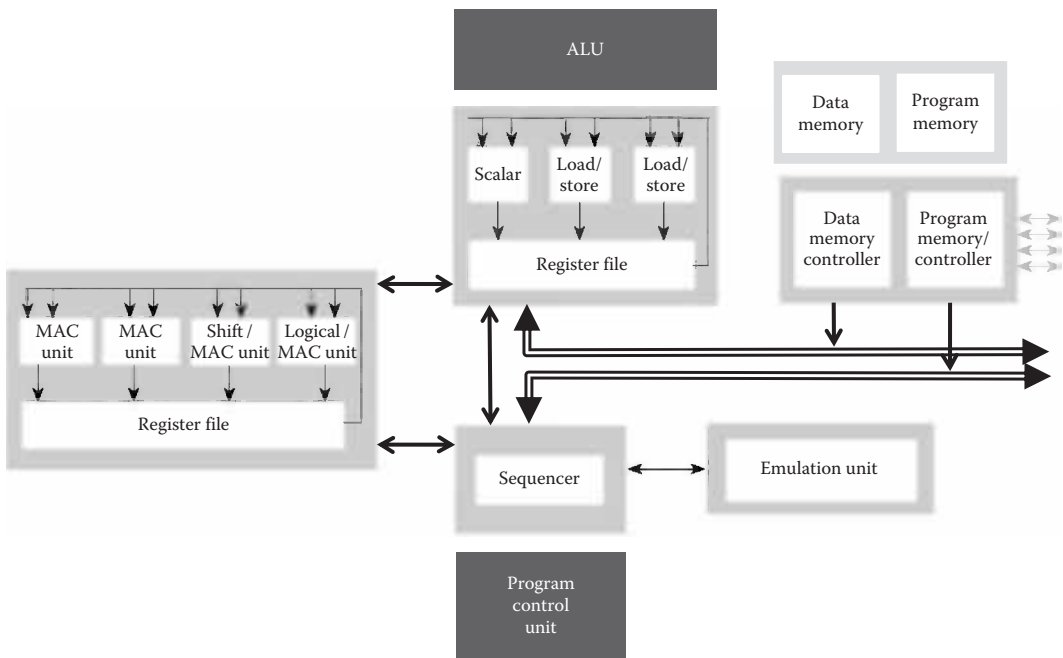 ALU
Data
memory
Program
memory
Scalar
Load/
store
Load/
store
Register file
Data
memory
controller
Program
memory/
controller
MAC
unit
MAC
unit
Shift /
MAC unit
Logical /
MAC unit
Register file
Sequencer
Emulation unit
Program
control
unit